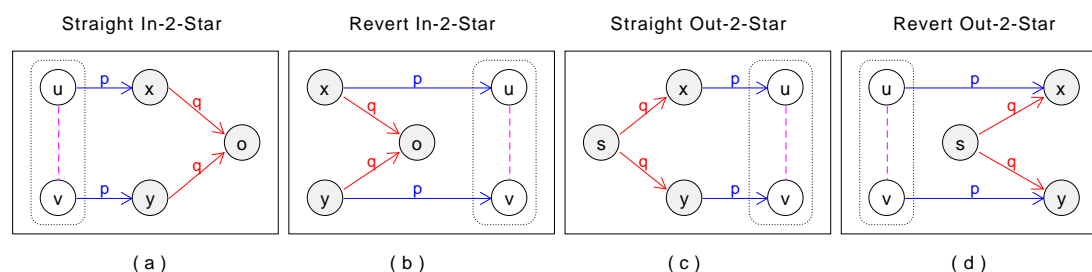 Straight In-2-Star
Revert In-2-Star
Straight Out-2-Star
Revert Out-2-Star
u p x
q
o
q
v p y
x p u
q
o
q
y p v
x p u
q
s
q
y p v
u p x
q
s
q
v p y
( a )
( b )
( c )
( d )